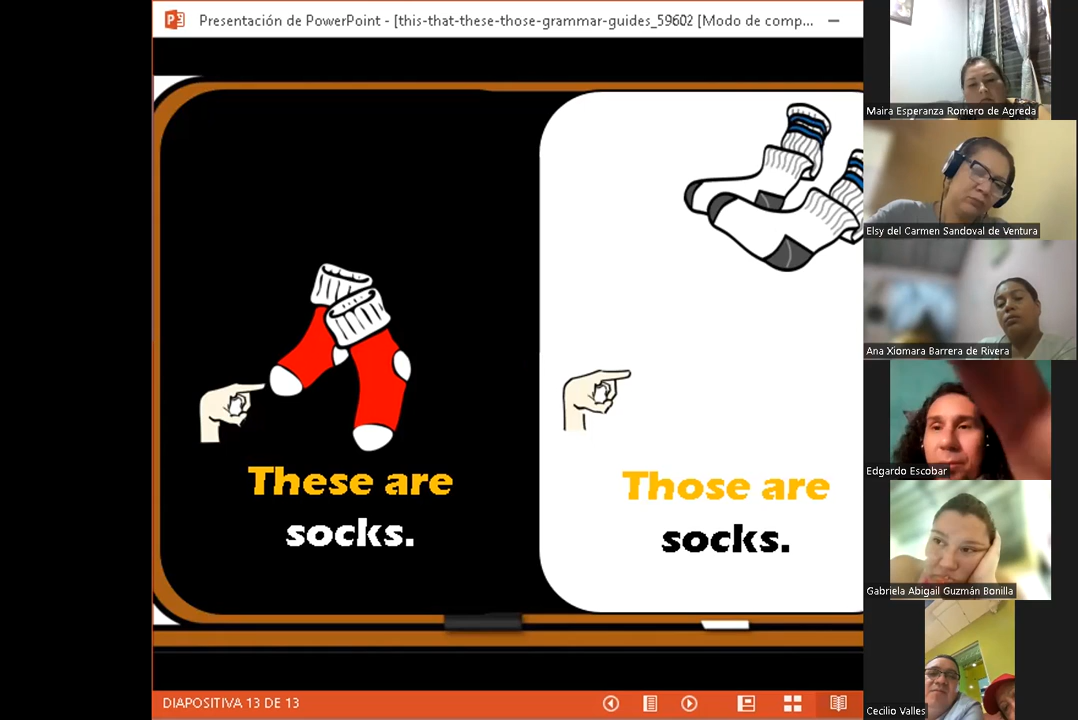 Presentación de PowerPoint - [this-that-these-those-grammar-guides_59602 [Modo de comp...
Maira Esperanza Romero de Agreda
Elsy del Carmen Sandoval de Ventura
Ana Xiomara Barrera de Rivera
Edgardo Escobar
These are
socks.
Those are
socks.
Gabriela Abigail Guzmán Bonilla
DIAPOSITIVA 13 DE 13
Cecilio Valles